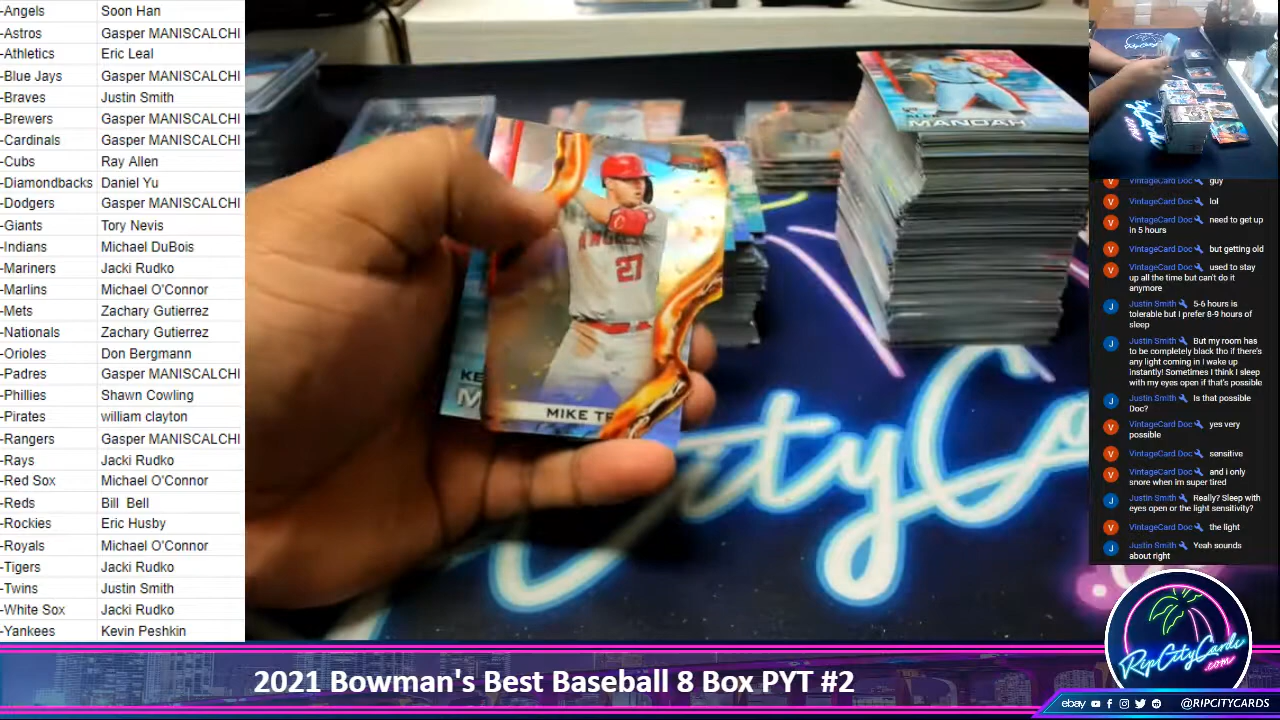 -Angels Soon Han
-Astros Gasper MANISCALCHI
-Athletics Eric Leal
-Blue Jays Gasper MANISCALCHI
-Braves Justin Smith
-Brewers Gasper MANISCALCHI
-Cardinals Gasper MANISCALCHI
-Cubs Ray Allen
-Diamondbacks Daniel Yu
-Dodgers Gasper MANISCALCHI
-Giants Tory Nevis
-Indians Michael DuBois
-Mariners Jacki Rudko
-Marlins Michael O'Connor
-Mets Zachary Gutierrez
-Nationals Zachary Gutierrez
-Orioles Don Bergmann
-Padres Gasper MANISCALCHI
-Phillies Shawn Cowling
-Pirates william clayton
-Rangers Gasper MANISCALCHI
-Rays Jacki Rudko
-Red Sox Michael O'Connor
-Reds Bill Bell
-Rockies Eric Husby
-Royals Michael O'Connor
-Tigers Jacki Rudko
-Twins Justin Smith
-White Sox Jacki Rudko
-Yankees Kevin Peshkin
MANOAH
ANGELS
27
KE
M
MIKE TR
ityC
V VintageCard Doc guy
V VintageCard Doc lol
V VintageCard Doc need to get up
in 5 hours
V VintageCard Doc but getting old
V VintageCard Doc used to stay
up all the time but can't do it
anymore
J Justin Smith 5-6 hours is
tolerable but I prefer 8-9 hours of
sleep
J Justin Smith But my room has
to be completely black tho if there's
any light coming in I wake up
instantly! Sometimes I think I sleep
with my eyes open if that's possible
J Justin Smith Is that possible
Doc?
V VintageCard Doc yes very
possible
V VintageCard Doc sensitive
V VintageCard Doc and i only
snore when im super tired
J Justin Smith Really? Sleep with
eyes open or the light sensitivity?
V VintageCard Doc the light
J Justin Smith Yeah sounds
about right
RipCityCards
.com
2021 Bowman's Best Baseball 8 Box PYT #2
ebay @RIPCITYCARDS